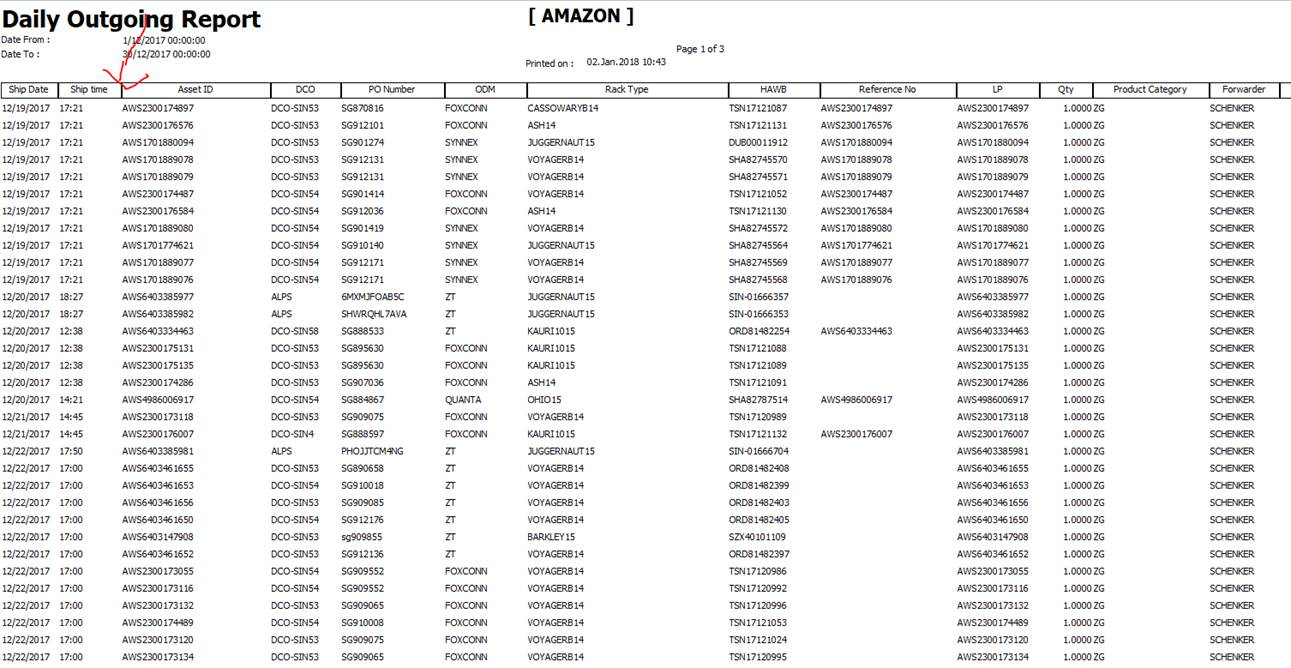 Daily Outgoing Report [ AMAZON ]
Date From : 1/12/2017 00:00:00
Date To : 30/12/2017 00:00:00
Page 1 of 3
Printed on : 02.Jan.2018 10:43
Ship Date Ship time Asset ID DCO PO Number ODM Rack Type HAWB Reference No LP Qty Product Category Forwarder
12/19/2017 17:21 AWS2300174897 DCO-SIN53 SG870816 FOXCONN CASSOWARYB14 TSN17121087 AWS2300174897 AWS2300174897 1.0000 ZG SCHENKER
12/19/2017 17:21 AWS2300176576 DCO-SIN53 SG912101 FOXCONN ASH14 TSN17121131 AWS2300176576 AWS2300176576 1.0000 ZG SCHENKER
12/19/2017 17:21 AWS1701880094 DCO-SIN53 SG901274 SYNNEX JUGGERNAUT15 DUB00011912 AWS1701880094 AWS1701880094 1.0000 ZG SCHENKER
12/19/2017 17:21 AWS1701889078 DCO-SIN53 SG912131 SYNNEX VOYAGERB14 SHA82745570 AWS1701889078 AWS1701889078 1.0000 ZG SCHENKER
12/19/2017 17:21 AWS1701889079 DCO-SIN53 SG912131 SYNNEX VOYAGERB14 SHA82745571 AWS1701889079 AWS1701889079 1.0000 ZG SCHENKER
12/19/2017 17:21 AWS2300174487 DCO-SIN54 SG901414 FOXCONN VOYAGERB14 TSN17121052 AWS2300174487 AWS2300174487 1.0000 ZG SCHENKER
12/19/2017 17:21 AWS2300176584 DCO-SIN54 SG912036 FOXCONN ASH14 TSN17121130 AWS2300176584 AWS2300176584 1.0000 ZG SCHENKER
12/19/2017 17:21 AWS1701889080 DCO-SIN54 SG901419 SYNNEX VOYAGERB14 SHA82745572 AWS1701889080 AWS1701889080 1.0000 ZG SCHENKER
12/19/2017 17:21 AWS1701774621 DCO-SIN54 SG910140 SYNNEX JUGGERNAUT15 SHA82745564 AWS1701774621 AWS1701774621 1.0000 ZG SCHENKER
12/19/2017 17:21 AWS1701889077 DCO-SIN54 SG912171 SYNNEX VOYAGERB14 SHA82745569 AWS1701889077 AWS1701889077 1.0000 ZG SCHENKER
12/19/2017 17:21 AWS1701889076 DCO-SIN54 SG912171 SYNNEX VOYAGERB14 SHA82745568 AWS1701889076 AWS1701889076 1.0000 ZG SCHENKER
12/20/2017 18:27 AWS6403385977 ALPS 6MXMJFOAB5C ZT JUGGERNAUT15 SIN-01666357 AWS6403385977 1.0000 ZG SCHENKER
12/20/2017 18:27 AWS6403385982 ALPS SHWRQHL7AVA ZT JUGGERNAUT15 SIN-01666353 AWS6403385982 1.0000 ZG SCHENKER
12/20/2017 12:38 AWS6403334463 DCO-SIN58 SG888533 ZT KAURI1015 ORD81482254 AWS6403334463 AWS6403334463 1.0000 ZG SCHENKER
12/20/2017 12:38 AWS2300175131 DCO-SIN53 SG895630 FOXCONN KAURI1015 TSN17121088 AWS2300175131 1.0000 ZG SCHENKER
12/20/2017 12:38 AWS2300175135 DCO-SIN53 SG895630 FOXCONN KAURI1015 TSN17121089 AWS2300175135 1.0000 ZG SCHENKER
12/20/2017 12:38 AWS2300174286 DCO-SIN53 SG907036 FOXCONN ASH14 TSN17121091 AWS2300174286 1.0000 ZG SCHENKER
12/20/2017 14:21 AWS4986006917 DCO-SIN54 SG884867 QUANTA OHIO15 SHA82787514 AWS4986006917 AWS4986006917 1.0000 ZG SCHENKER
12/21/2017 14:45 AWS2300173118 DCO-SIN53 SG909075 FOXCONN VOYAGERB14 TSN17120989 AWS2300173118 1.0000 ZG SCHENKER
12/21/2017 14:45 AWS2300176007 DCO-SIN4 SG888597 FOXCONN KAURI1015 TSN17121132 AWS2300176007 AWS2300176007 1.0000 ZG SCHENKER
12/22/2017 17:50 AWS6403385981 ALPS PHOJJTCM4NG ZT JUGGERNAUT15 SIN-01666704 AWS6403385981 1.0000 ZG SCHENKER
12/22/2017 17:00 AWS6403461655 DCO-SIN53 SG890658 ZT VOYAGERB14 ORD81482408 AWS6403461655 1.0000 ZG SCHENKER
12/22/2017 17:00 AWS6403461653 DCO-SIN54 SG910018 ZT VOYAGERB14 ORD81482399 AWS6403461653 1.0000 ZG SCHENKER
12/22/2017 17:00 AWS6403461656 DCO-SIN53 SG909085 ZT VOYAGERB14 ORD81482403 AWS6403461656 1.0000 ZG SCHENKER
12/22/2017 17:00 AWS6403461650 DCO-SIN54 SG912176 ZT VOYAGERB14 ORD81482405 AWS6403461650 1.0000 ZG SCHENKER
12/22/2017 17:00 AWS6403147908 DCO-SIN53 sg909855 ZT BARKLEY15 SZX40101109 AWS6403147908 1.0000 ZG SCHENKER
12/22/2017 17:00 AWS6403461652 DCO-SIN53 SG912136 ZT VOYAGERB14 ORD81482397 AWS6403461652 1.0000 ZG SCHENKER
12/22/2017 17:00 AWS2300173055 DCO-SIN54 SG909552 FOXCONN VOYAGERB14 TSN17120986 AWS2300173055 1.0000 ZG SCHENKER
12/22/2017 17:00 AWS2300173116 DCO-SIN54 SG909552 FOXCONN VOYAGERB14 TSN17120992 AWS2300173116 1.0000 ZG SCHENKER
12/22/2017 17:00 AWS2300173132 DCO-SIN53 SG909065 FOXCONN VOYAGERB14 TSN17120996 AWS2300173132 1.0000 ZG SCHENKER
12/22/2017 17:00 AWS2300174489 DCO-SIN54 SG910008 FOXCONN VOYAGERB14 TSN17121053 AWS2300174489 1.0000 ZG SCHENKER
12/22/2017 17:00 AWS2300173120 DCO-SIN53 SG909075 FOXCONN VOYAGERB14 TSN17121024 AWS2300173120 1.0000 ZG SCHENKER
12/22/2017 17:00 AWS2300173134 DCO-SIN53 SG909065 FOXCONN VOYAGERB14 TSN17120995 AWS2300173134 1.0000 ZG SCHENKER